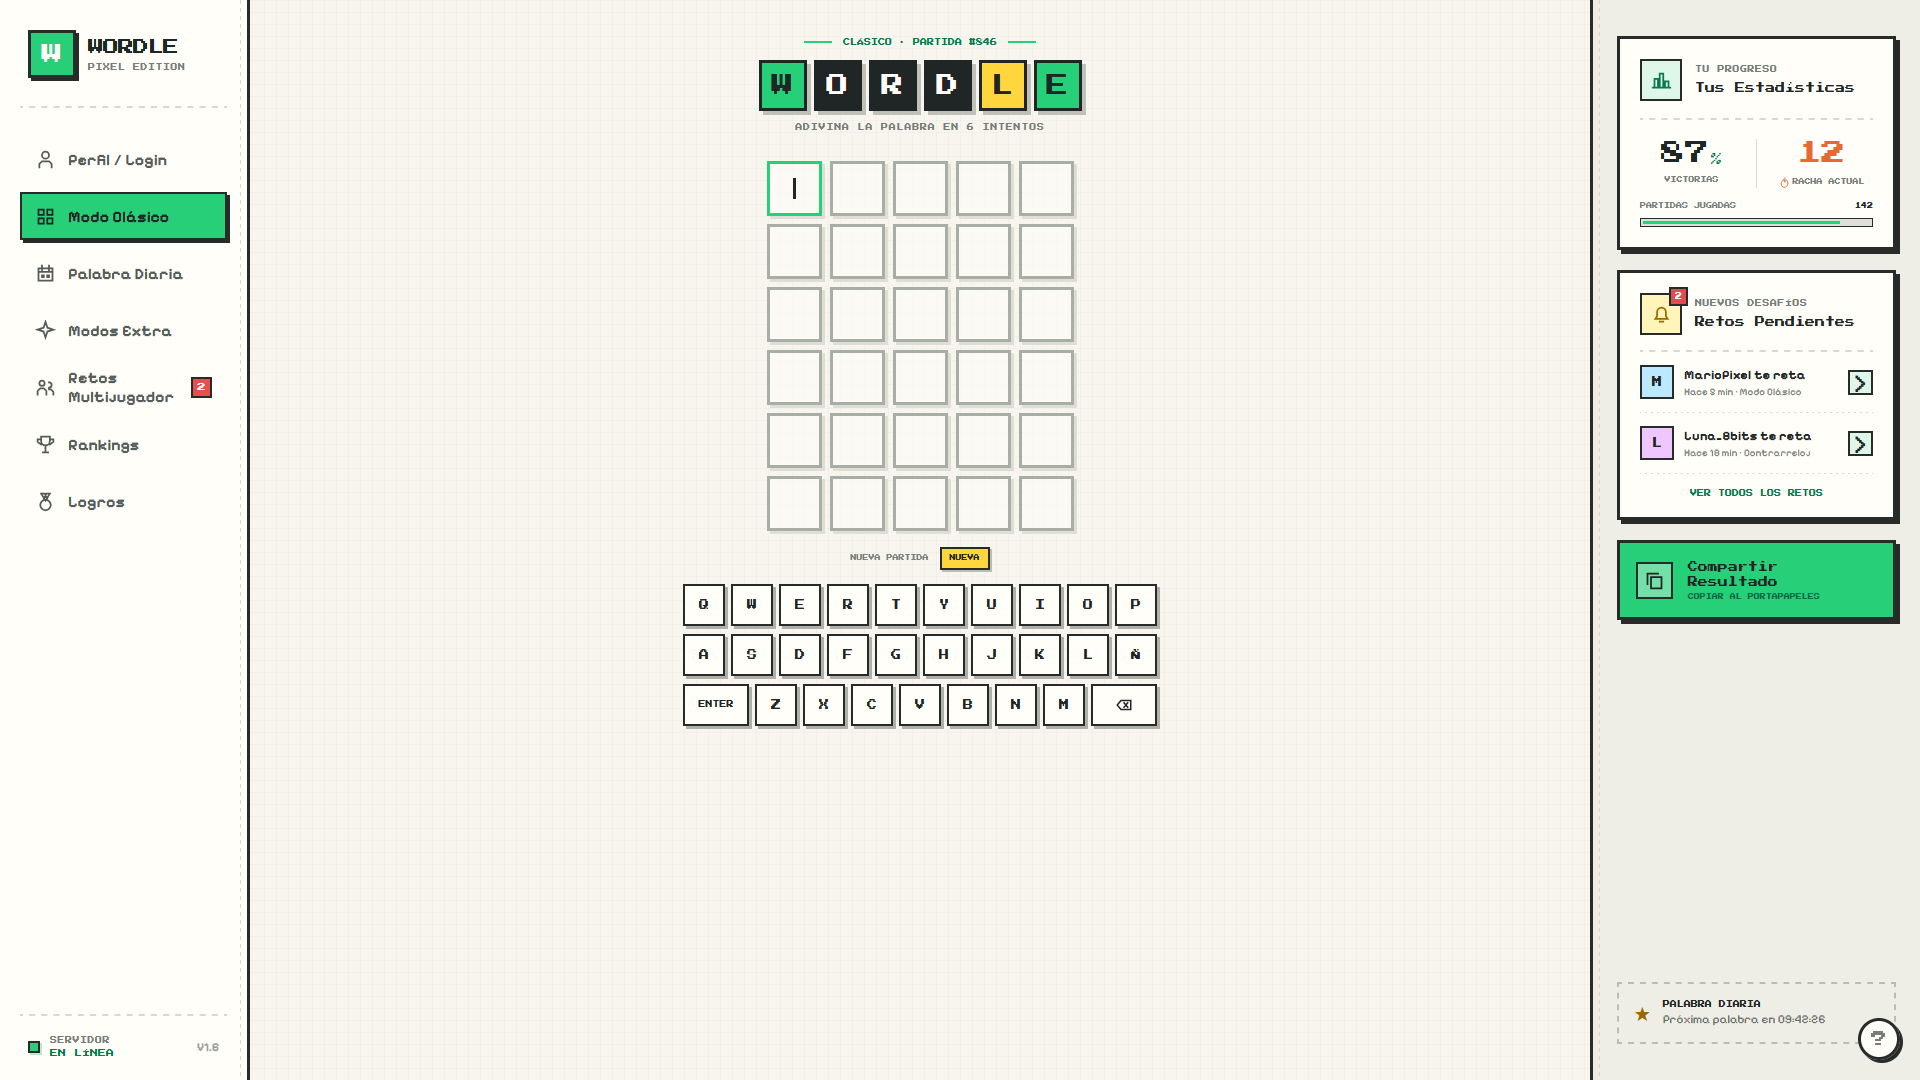 W
WORDLE
PIXEL EDITION
Perfil / Login
Modo Clásico
Palabra Diaria
Modos Extra
Retos
Multijugador
2
Rankings
Logros
SERVIDOR
EN LíNEA
V1.6
CLáSICO · PARTIDA #846
W O R D L E
ADIVINA LA PALABRA EN 6 INTENTOS
NUEVA PARTIDA NUEVA
Q W E R T Y U I O P
A S D F G H J K L Ñ
ENTER Z X C V B N M
TU PROGRESO
Tus Estadísticas
87%
VICTORIAS
12
RACHA ACTUAL
PARTIDAS JUGADAS 142
2
NUEVOS DESAFíOS
Retos Pendientes
M
MarioPixel te reta
Hace 8 min · Modo Clásico
L
Luna_8bits te reta
Hace 18 min · Contrarreloj
VER TODOS LOS RETOS
Compartir
Resultado
COPIAR AL PORTAPAPELES
PALABRA DIARIA
Próxima palabra en 09:48:26
?